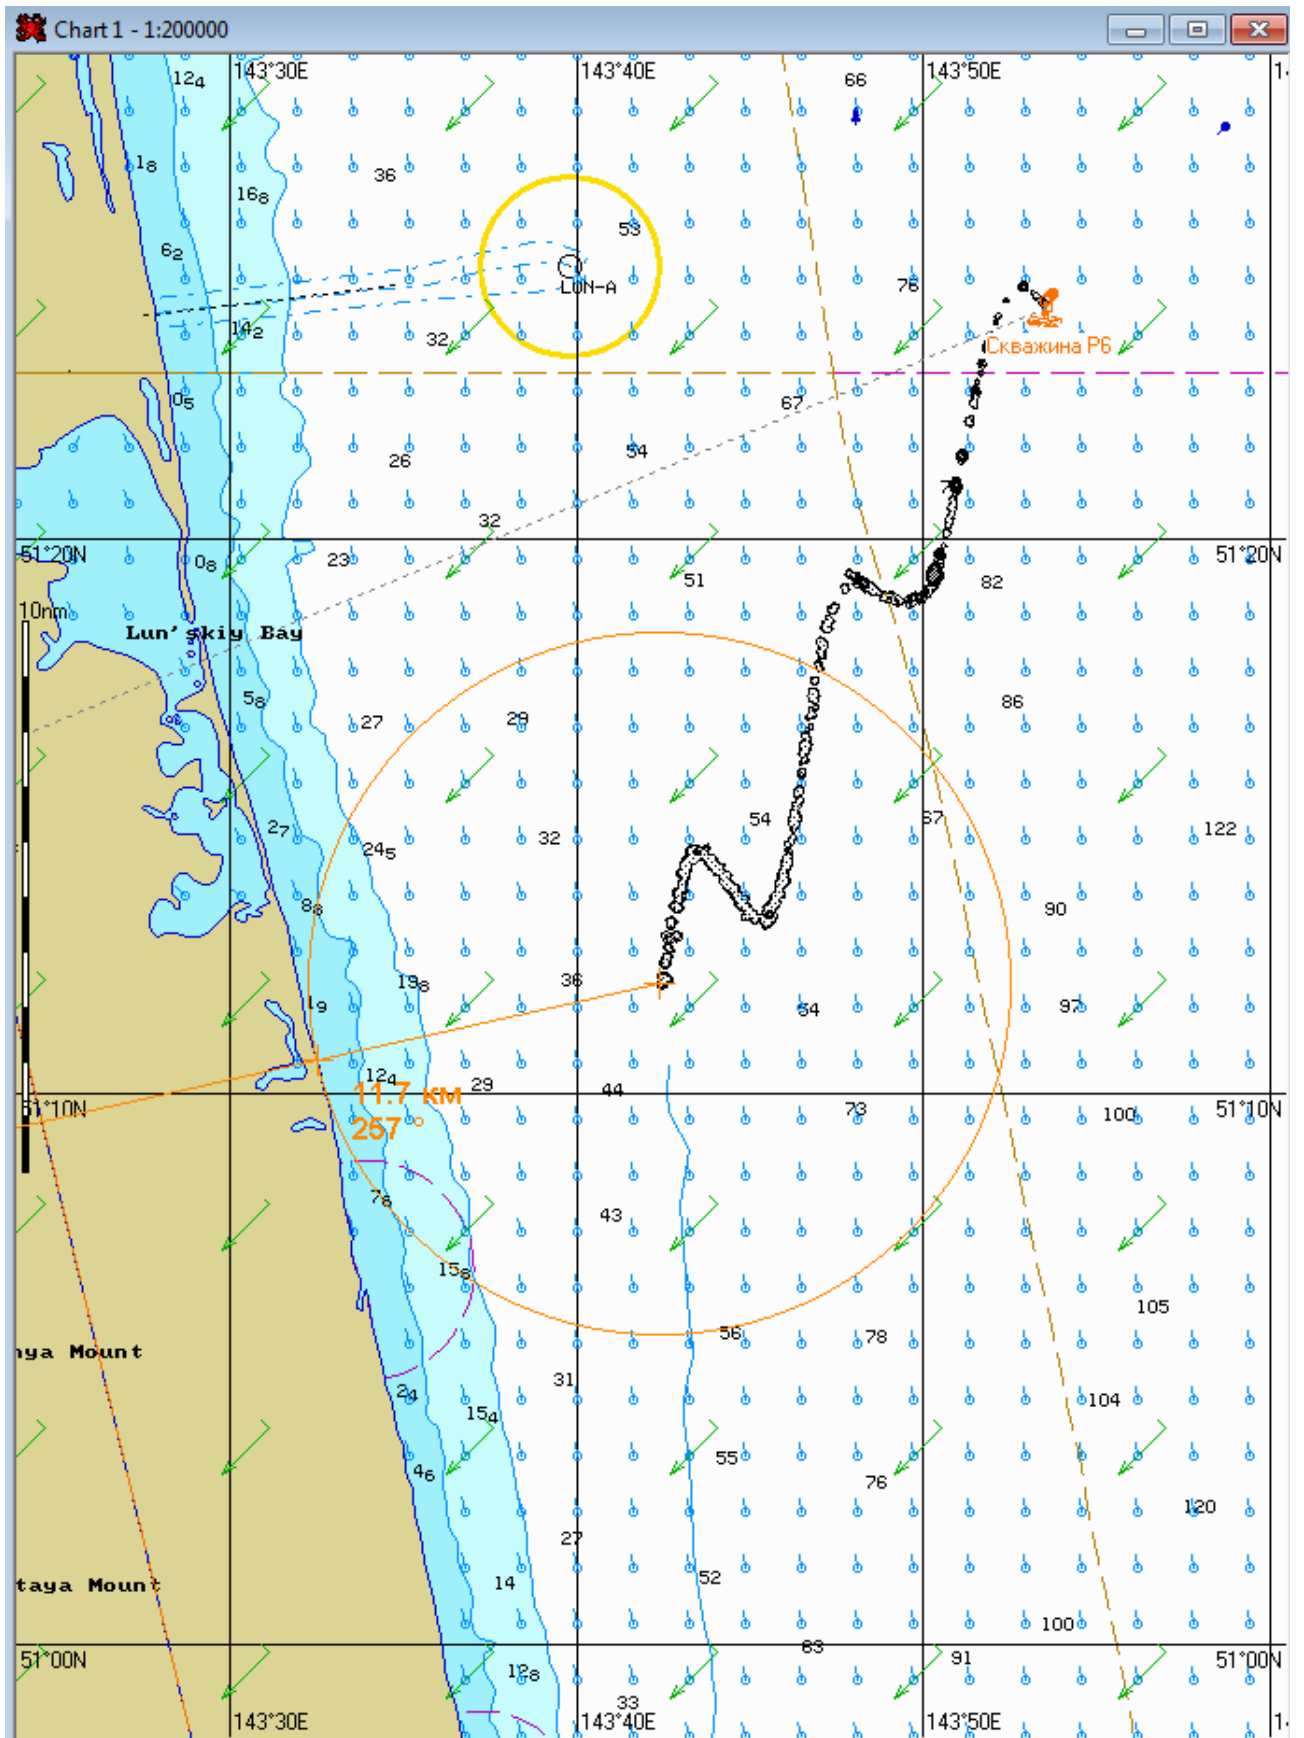 Chart 1 - 1:200000
143°30E 143°40E 143°50E
12₄ 66
1₈
36
16₈
53
6₂
LUN-A 76
14₂
32
Скважина P6
0₅ 67
54
26
32
51°20N 0₈ 23 51°20N
51 82
10nm
Lun'skiy Bay
5₈ 86
27 29
54 67
27 122
24₅ 32
8₈ 90
19₈ 36
1₉ 54 97
12₄ 29 44
11.7 км
51°10N 73 100 51°10N
257°
7₆
43
15₈
105
56 78
nya Mount
31
2₄ 104
15₄
55
4₆ 76
120
27
52
taya Mount 14
100
83
51°00N 91 51°00N
12₈
33
143°30E 143°40E 143°50E